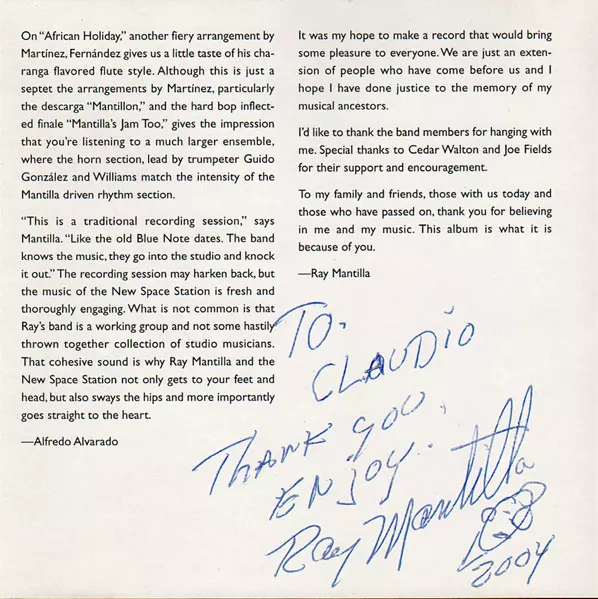 On “African Holiday,” another fiery arrangement by
Martínez, Fernández gives us a little taste of his cha-
ranga flavored flute style. Although this is just a
septet the arrangements by Martínez, particularly
the descarga “Mantillon,” and the hard bop inflect-
ed finale “Mantilla’s Jam Too,” gives the impression
that you’re listening to a much larger ensemble,
where the horn section, lead by trumpeter Guido
González and Williams match the intensity of the
Mantilla driven rhythm section.
“This is a traditional recording session,” says
Mantilla. “Like the old Blue Note dates. The band
knows the music, they go into the studio and knock
it out.” The recording session may harken back, but
the music of the New Space Station is fresh and
thoroughly engaging. What is not common is that
Ray’s band is a working group and not some hastily
thrown together collection of studio musicians.
That cohesive sound is why Ray Mantilla and the
New Space Station not only gets to your feet and
head, but also sways the hips and more importantly
goes straight to the heart.
—Alfredo Alvarado
It was my hope to make a record that would bring
some pleasure to everyone. We are just an exten-
sion of people who have come before us and I
hope I have done justice to the memory of my
musical ancestors.
I’d like to thank the band members for hanging with
me. Special thanks to Cedar Walton and Joe Fields
for their support and encouragement.
To my family and friends, those with us today and
those who have passed on, thank you for believing
in me and my music. This album is what it is
because of you.
—Ray Mantilla
TO.
CLAUDIO
THANK YOU.
ENJOY..
Ray Mantilla
2004